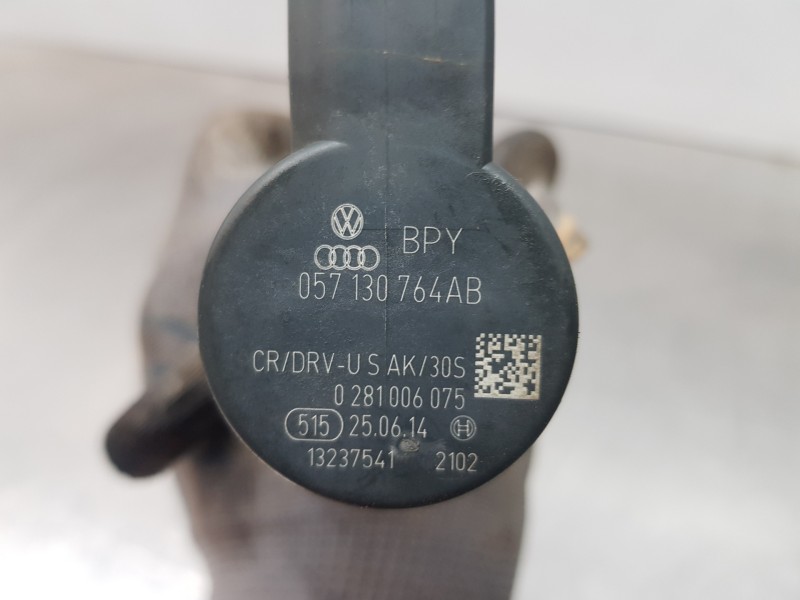 BPY
057 130 764AB
CR/DRV-U S AK/30S
0 281 006 075
515 25.06.14
13237541 2102